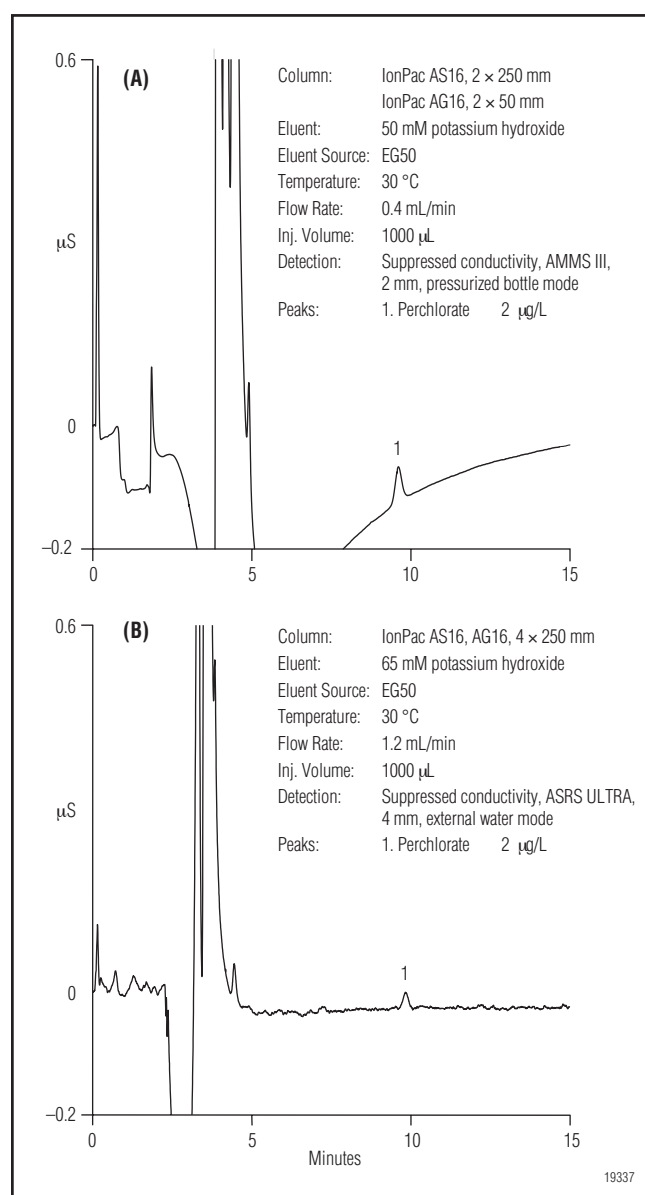 0.6
(A)
Column: IonPac AS16, 2 × 250 mm
IonPac AG16, 2 × 50 mm
Eluent: 50 mM potassium hydroxide
Eluent Source: EG50
Temperature: 30 °C
Flow Rate: 0.4 mL/min
Inj. Volume: 1000 µL
Detection: Suppressed conductivity, AMMS III,
2 mm, pressurized bottle mode
Peaks: 1. Perchlorate 2 µg/L
µS
0
1
–0.2
0 5 10 15
0.6
(B)
Column: IonPac AS16, AG16, 4 × 250 mm
Eluent: 65 mM potassium hydroxide
Eluent Source: EG50
Temperature: 30 °C
Flow Rate: 1.2 mL/min
Inj. Volume: 1000 µL
Detection: Suppressed conductivity, ASRS ULTRA,
4 mm, external water mode
Peaks: 1. Perchlorate 2 µg/L
µS
0
1
–0.2
0 5 10 15
Minutes
19337